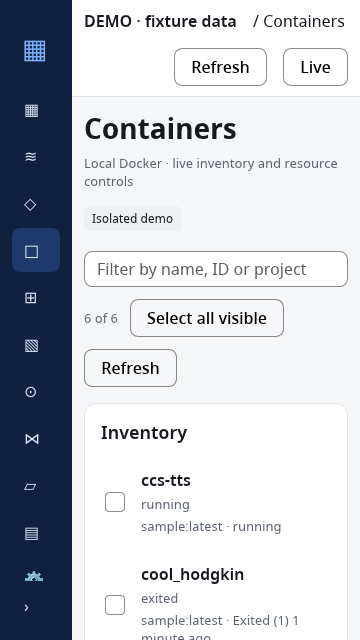 DEMO · fixture data / Containers
Refresh Live
Containers
Local Docker · live inventory and resource
controls
Isolated demo
Filter by name, ID or project
6 of 6 Select all visible
Refresh
Inventory
ccs-tts
running
sample:latest · running
cool_hodgkin
exited
sample:latest · Exited (1) 1
minute ago